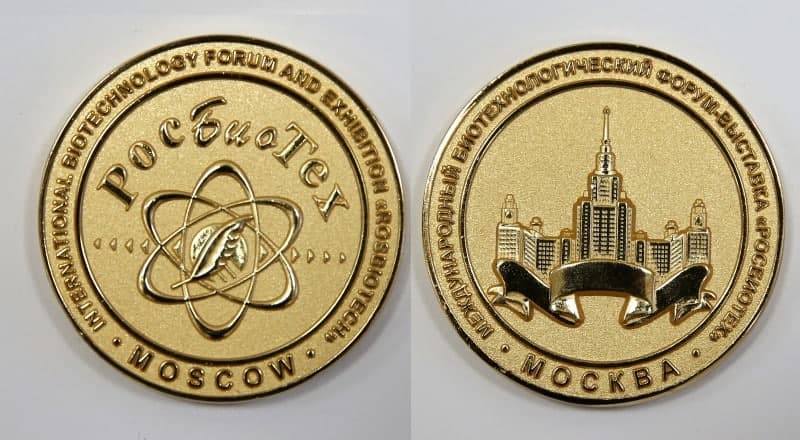 INTERNATIONAL BIOTECHNOLOGY FORUM AND EXHIBITION «ROSBIOTECH»
РосБиоТех
• MOSCOW •
МЕЖДУНАРОДНЫЙ БИОТЕХНОЛОГИЧЕСКИЙ ФОРУМ-ВЫСТАВКА «РОСБИОТЕХ»
• МОСКВА •